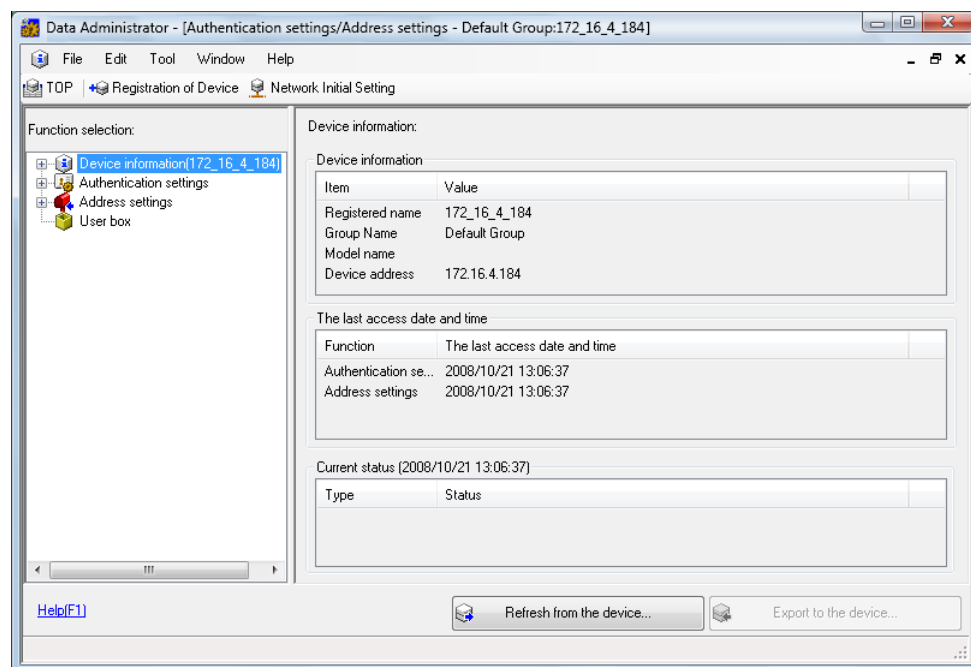 Data Administrator - [Authentication settings/Address settings - Default Group:172_16_4_184]
File Edit Tool Window Help
TOP Registration of Device Network Initial Setting
Function selection:
Device information(172_16_4_184)
Authentication settings
Address settings
User box
Device information:
Device information
Item Value
Registered name 172_16_4_184
Group Name Default Group
Model name
Device address 172.16.4.184
The last access date and time
Function The last access date and time
Authentication se... 2008/10/21 13:06:37
Address settings 2008/10/21 13:06:37
Current status (2008/10/21 13:06:37)
Type Status
Help(F1)
Refresh from the device...
Export to the device...